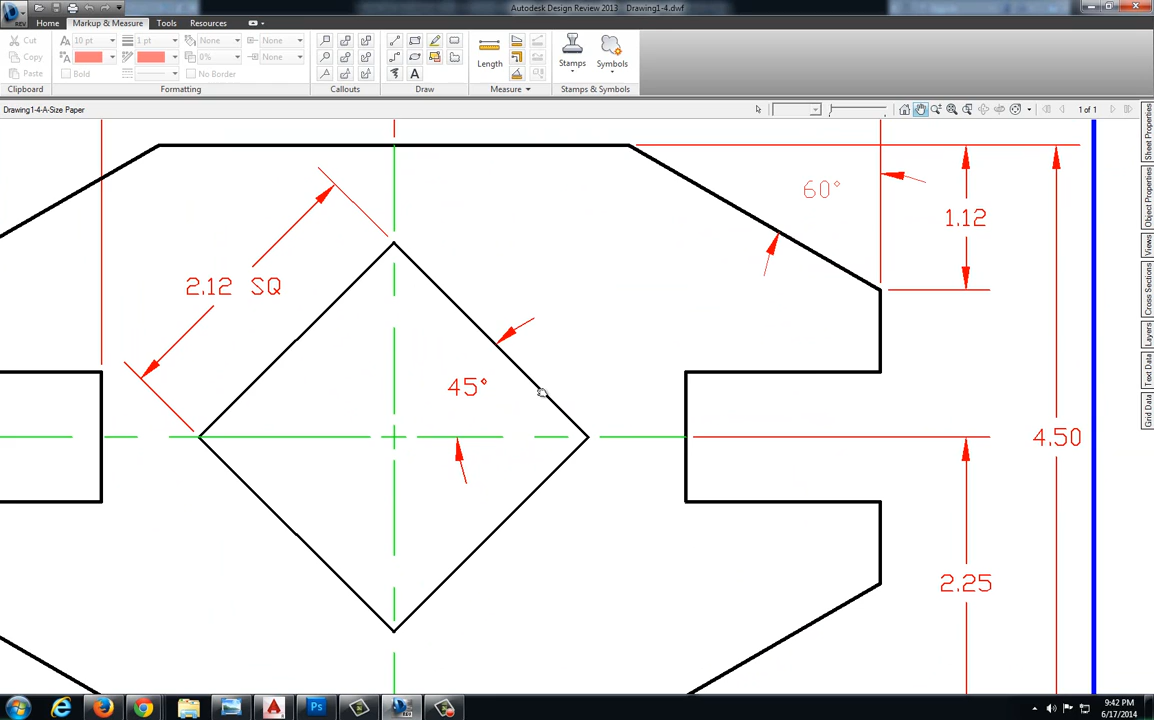 Autodesk Design Review 2013 Drawing1-4.dwf
REV
Home Markup & Measure Tools Resources
Cut 10 pt 1 pt None None
Copy 0% None
Paste Bold No Border Length Stamps Symbols
Clipboard Formatting Callouts Draw Measure Stamps & Symbols
Drawing1-4-A-Size Paper 1 of 1
Sheet Properties
Object Properties
Views
Cross Sections
Layers
Text Data
Grid Data
60°
1.12
2.12 SQ
45°
4.50
2.25
9:42 PM
6/17/2014